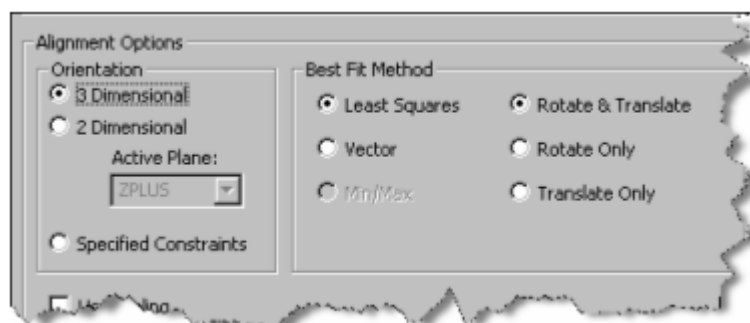 Alignment Options
Orientation
3 Dimensional
2 Dimensional
Active Plane:
ZPLUS
Specified Constraints
Best Fit Method
Least Squares
Rotate & Translate
Vector
Rotate Only
Min/Max
Translate Only